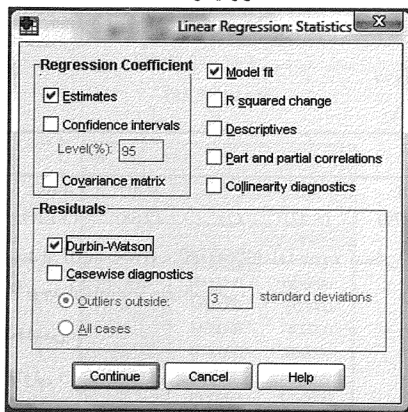 Linear Regression: Statistics
Regression Coefficient
Estimates
Confidence intervals
Level(%): 95
Covariance matrix
Model fit
R squared change
Descriptives
Part and partial correlations
Collinearity diagnostics
Residuals
Durbin-Watson
Casewise diagnostics
Outliers outside: 3 standard deviations
All cases
Continue Cancel Help